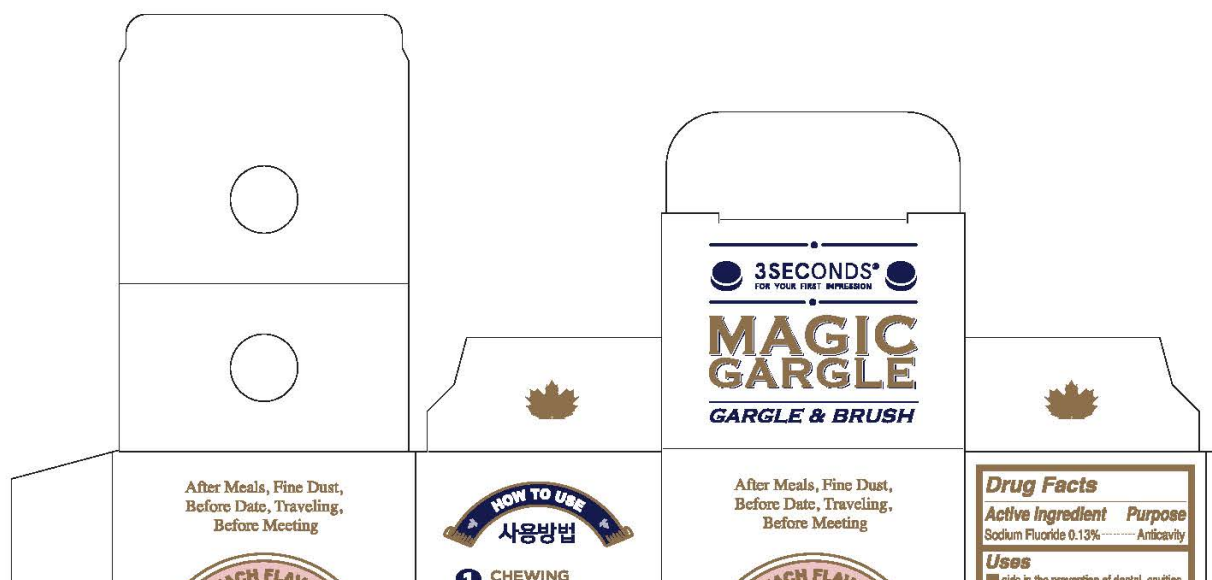 3SECONDS®
FOR YOUR FIRST IMPRESSION
MAGIC
GARGLE
GARGLE & BRUSH
After Meals, Fine Dust,
Before Date, Traveling,
Before Meeting
HOW TO USE
사용방법
1 CHEWING
After Meals, Fine Dust,
Before Date, Traveling,
Before Meeting
Drug Facts
Active Ingredient Purpose
Sodium Fluoride 0.13%--------Anticavity
Uses